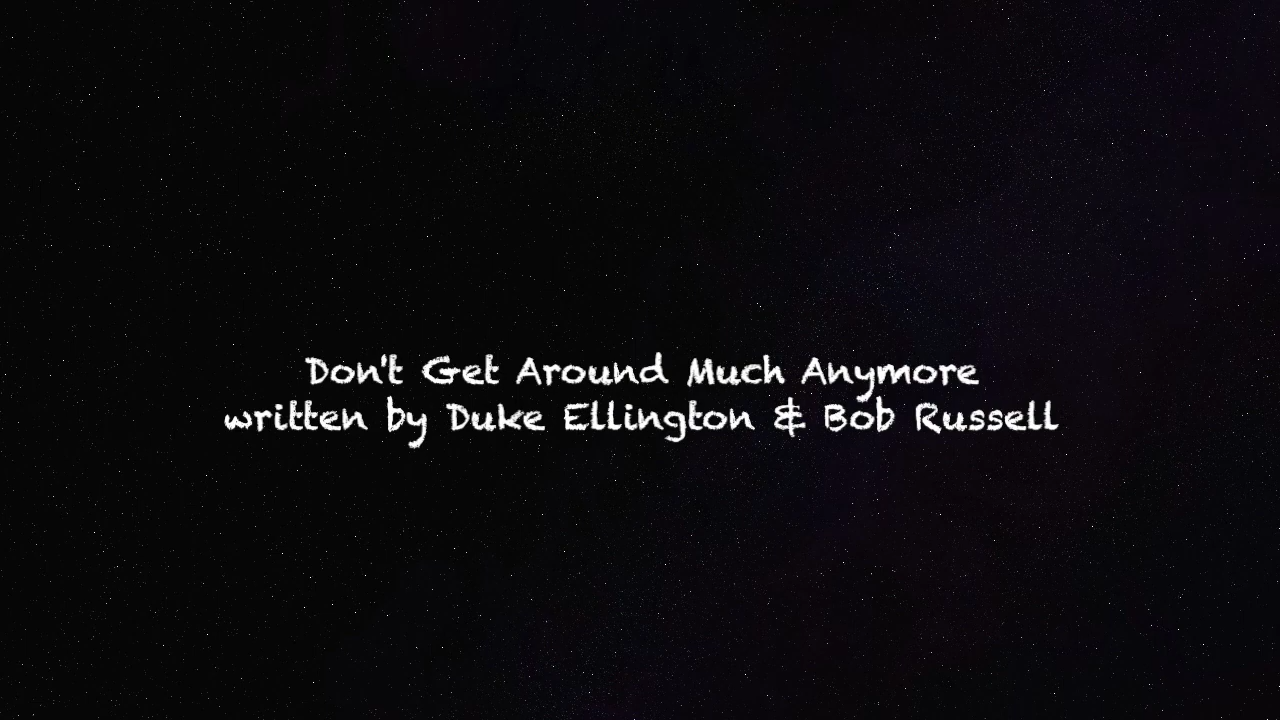 Don't Get Around Much Anymore
written by Duke Ellington & Bob Russell